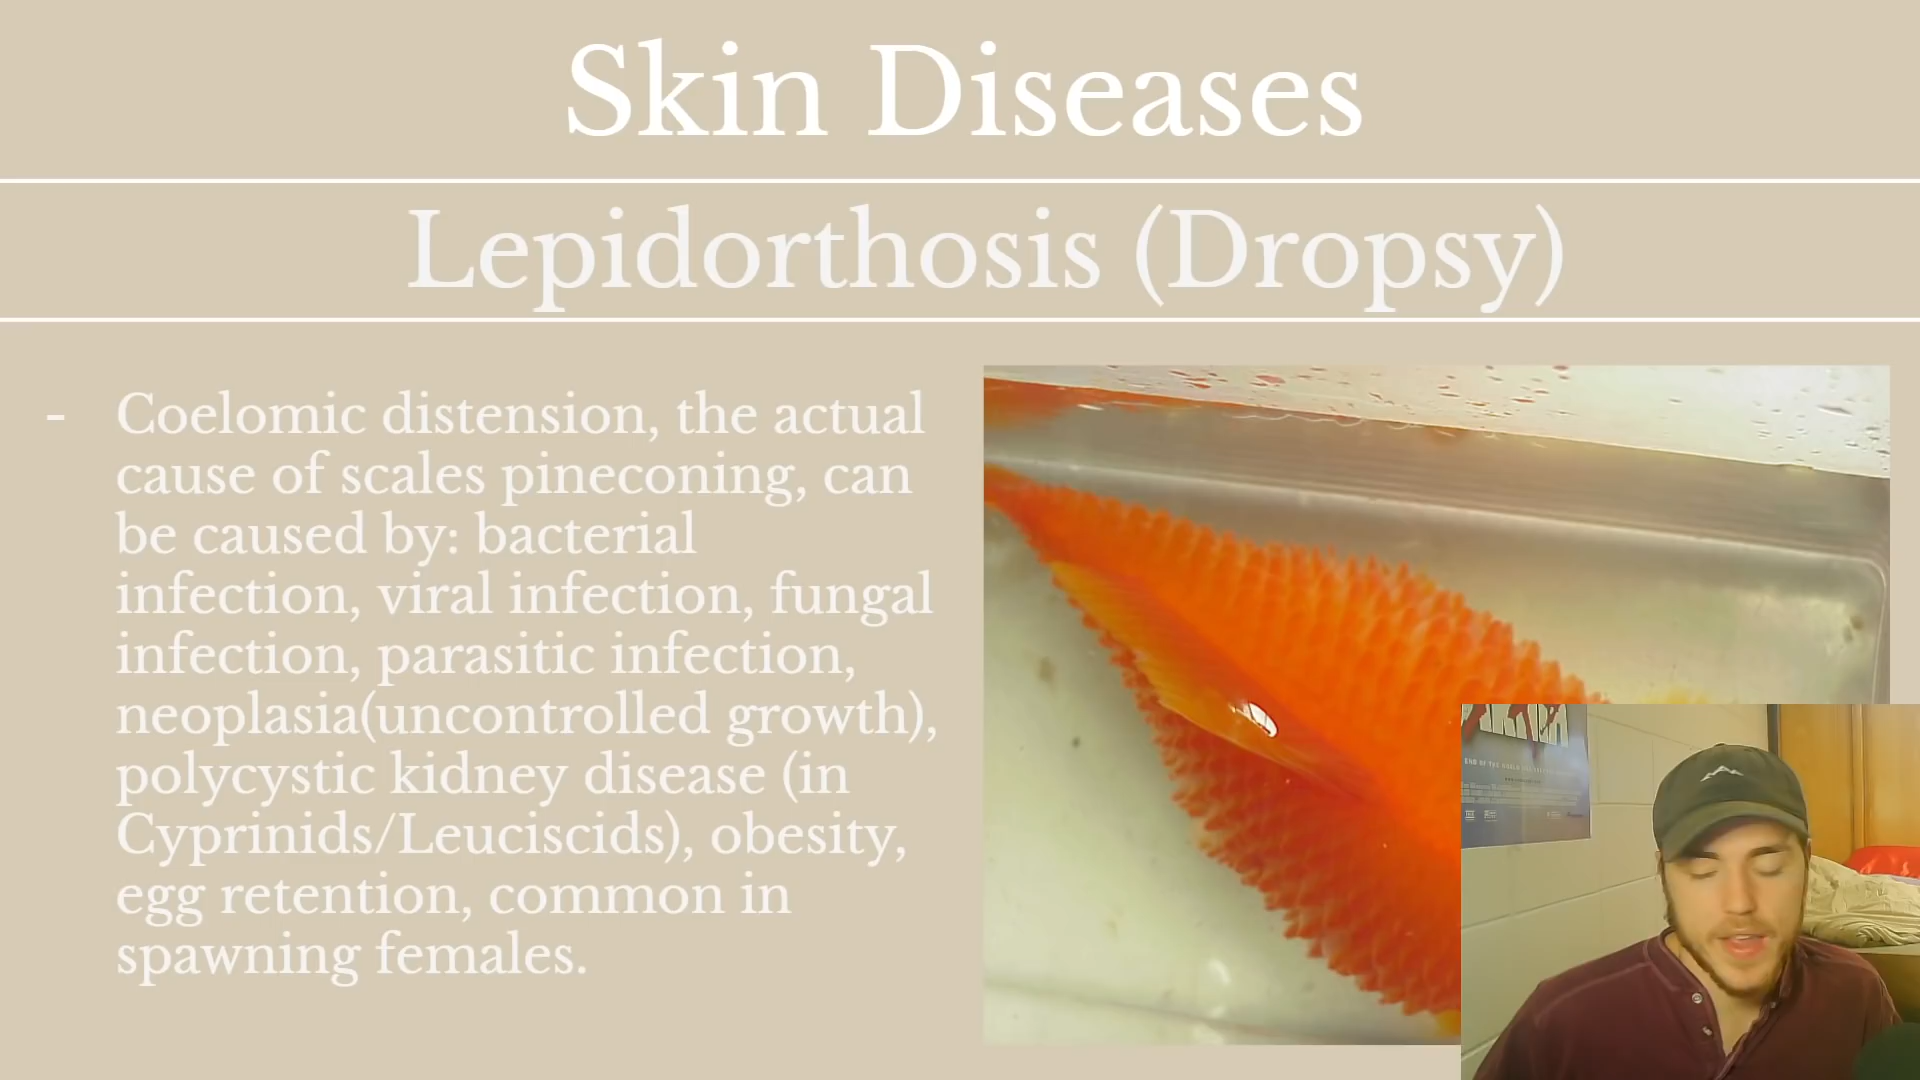 Skin Diseases
Lepidorthosis (Dropsy)
- Coelomic distension, the actual
cause of scales pineconing, can
be caused by: bacterial
infection, viral infection, fungal
infection, parasitic infection,
neoplasia(uncontrolled growth),
polycystic kidney disease (in
Cyprinids/Leuciscids), obesity,
egg retention, common in
spawning females.